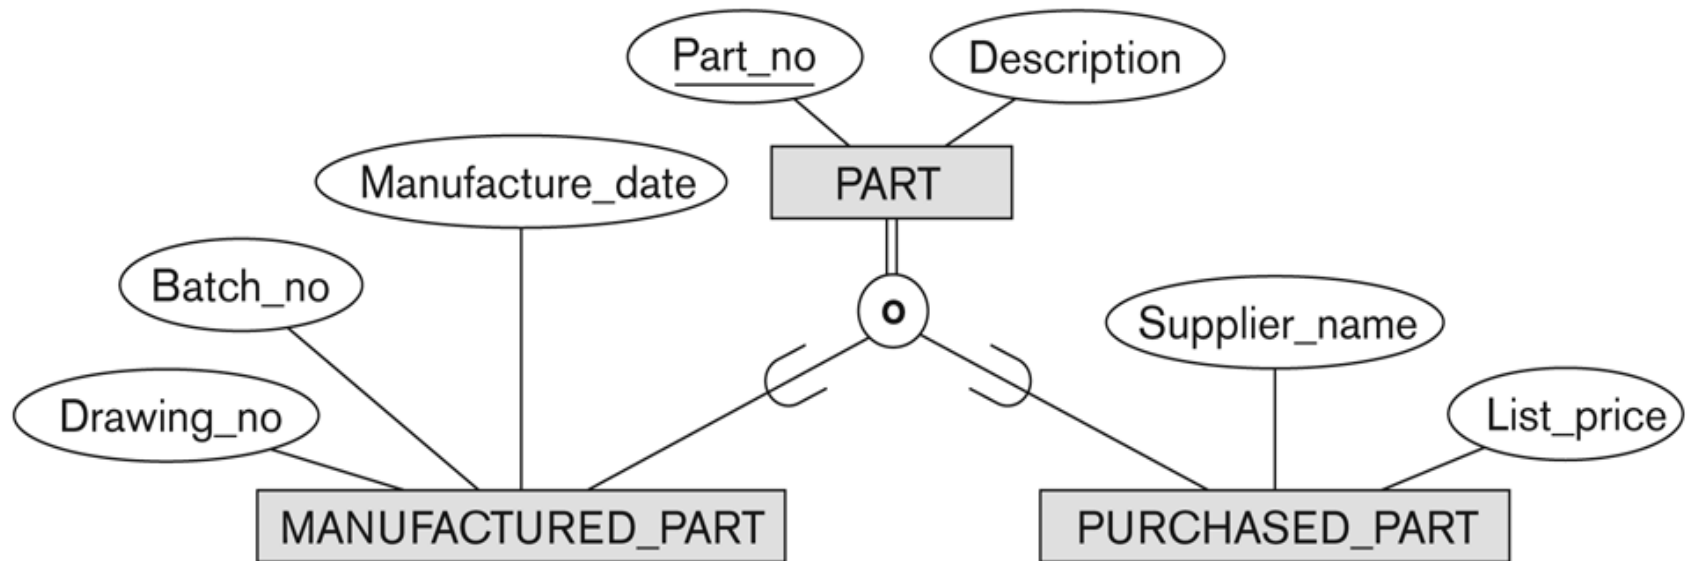 Part_no
Description
Manufacture_date
PART
Batch_no
o
Supplier_name
Drawing_no
List_price
MANUFACTURED_PART
PURCHASED_PART